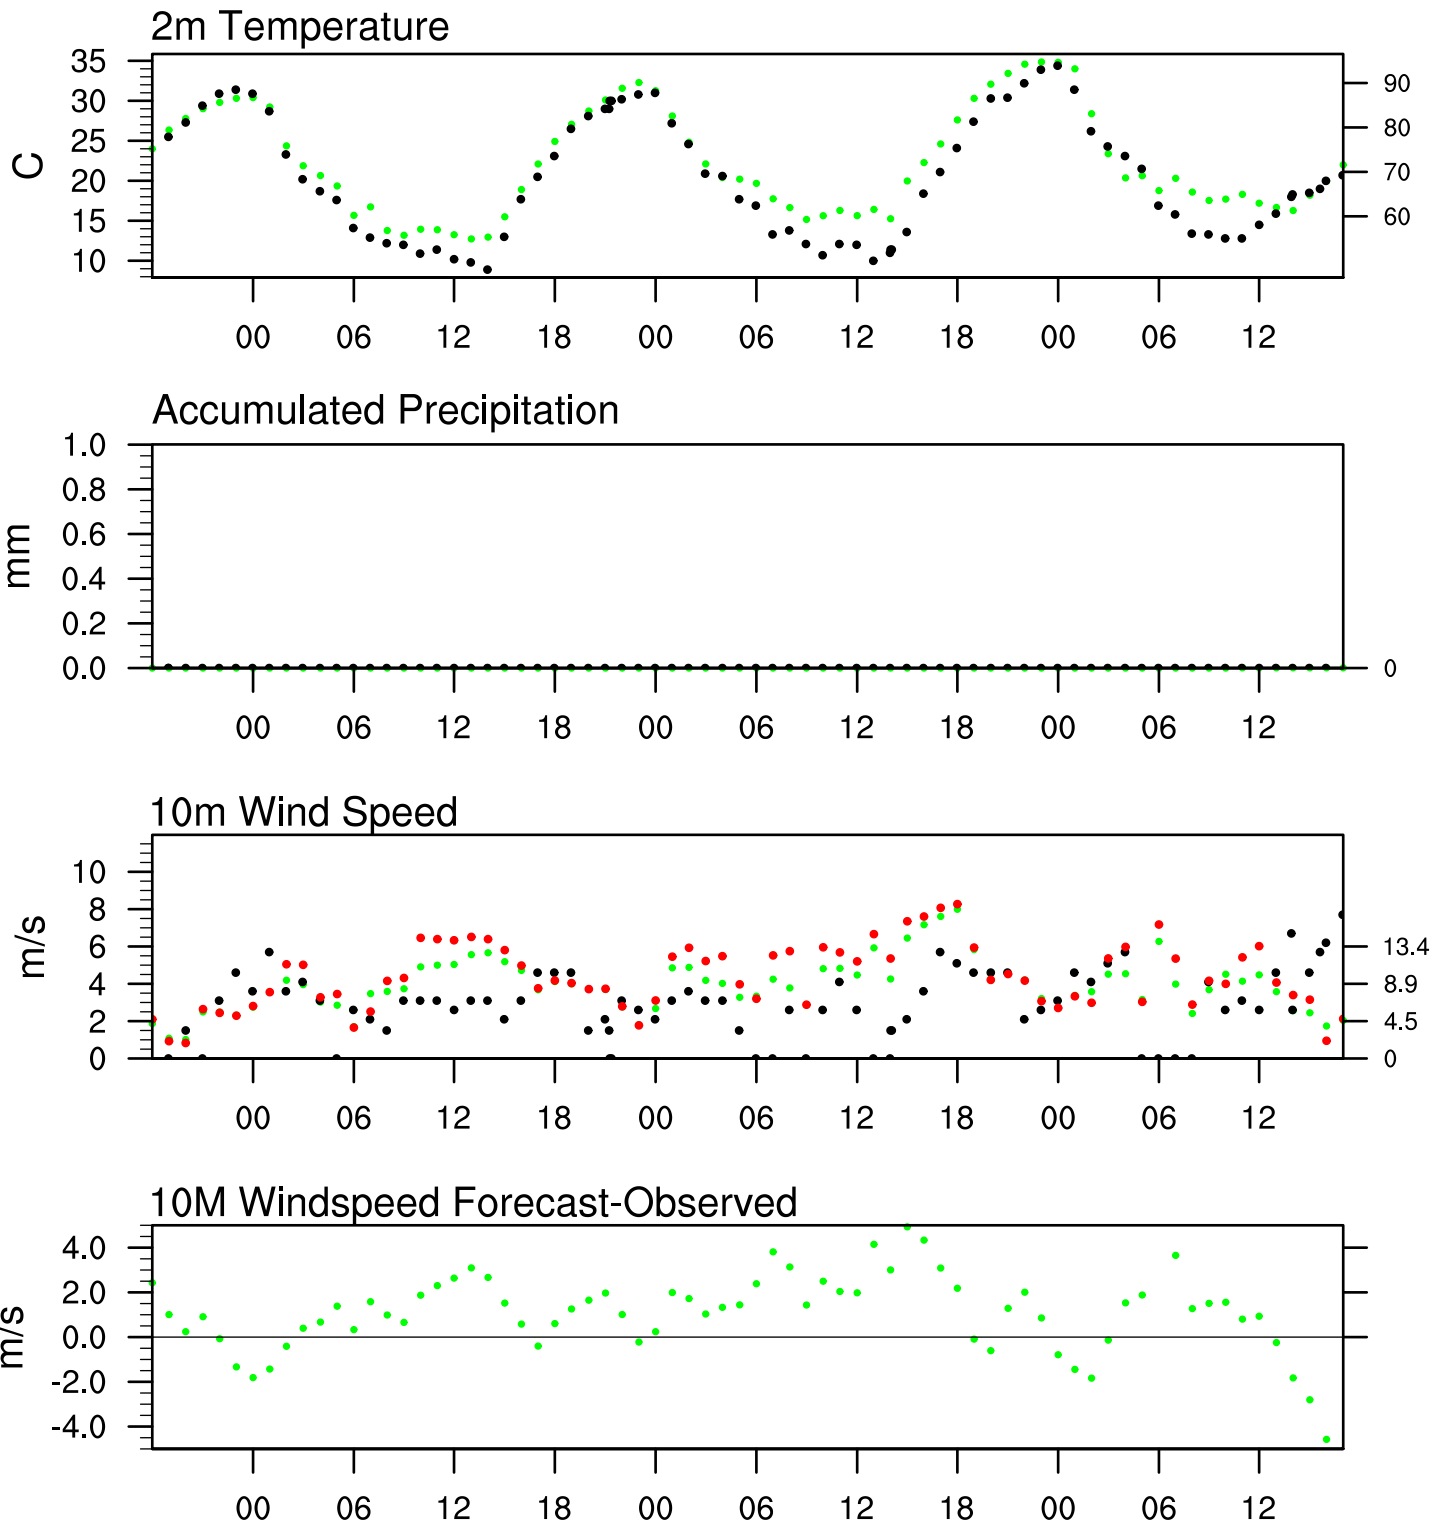 2m Temperature
35
30
25
20
15
10
C
90
80
70
60
00 06 12 18 00 06 12 18 00 06 12
Accumulated Precipitation
1.0
0.8
0.6
0.4
0.2
0.0
mm
0
00 06 12 18 00 06 12 18 00 06 12
10m Wind Speed
10
8
6
4
2
0
m/s
13.4
8.9
4.5
0
00 06 12 18 00 06 12 18 00 06 12
10M Windspeed Forecast-Observed
4.0
2.0
0.0
-2.0
-4.0
m/s
00 06 12 18 00 06 12 18 00 06 12